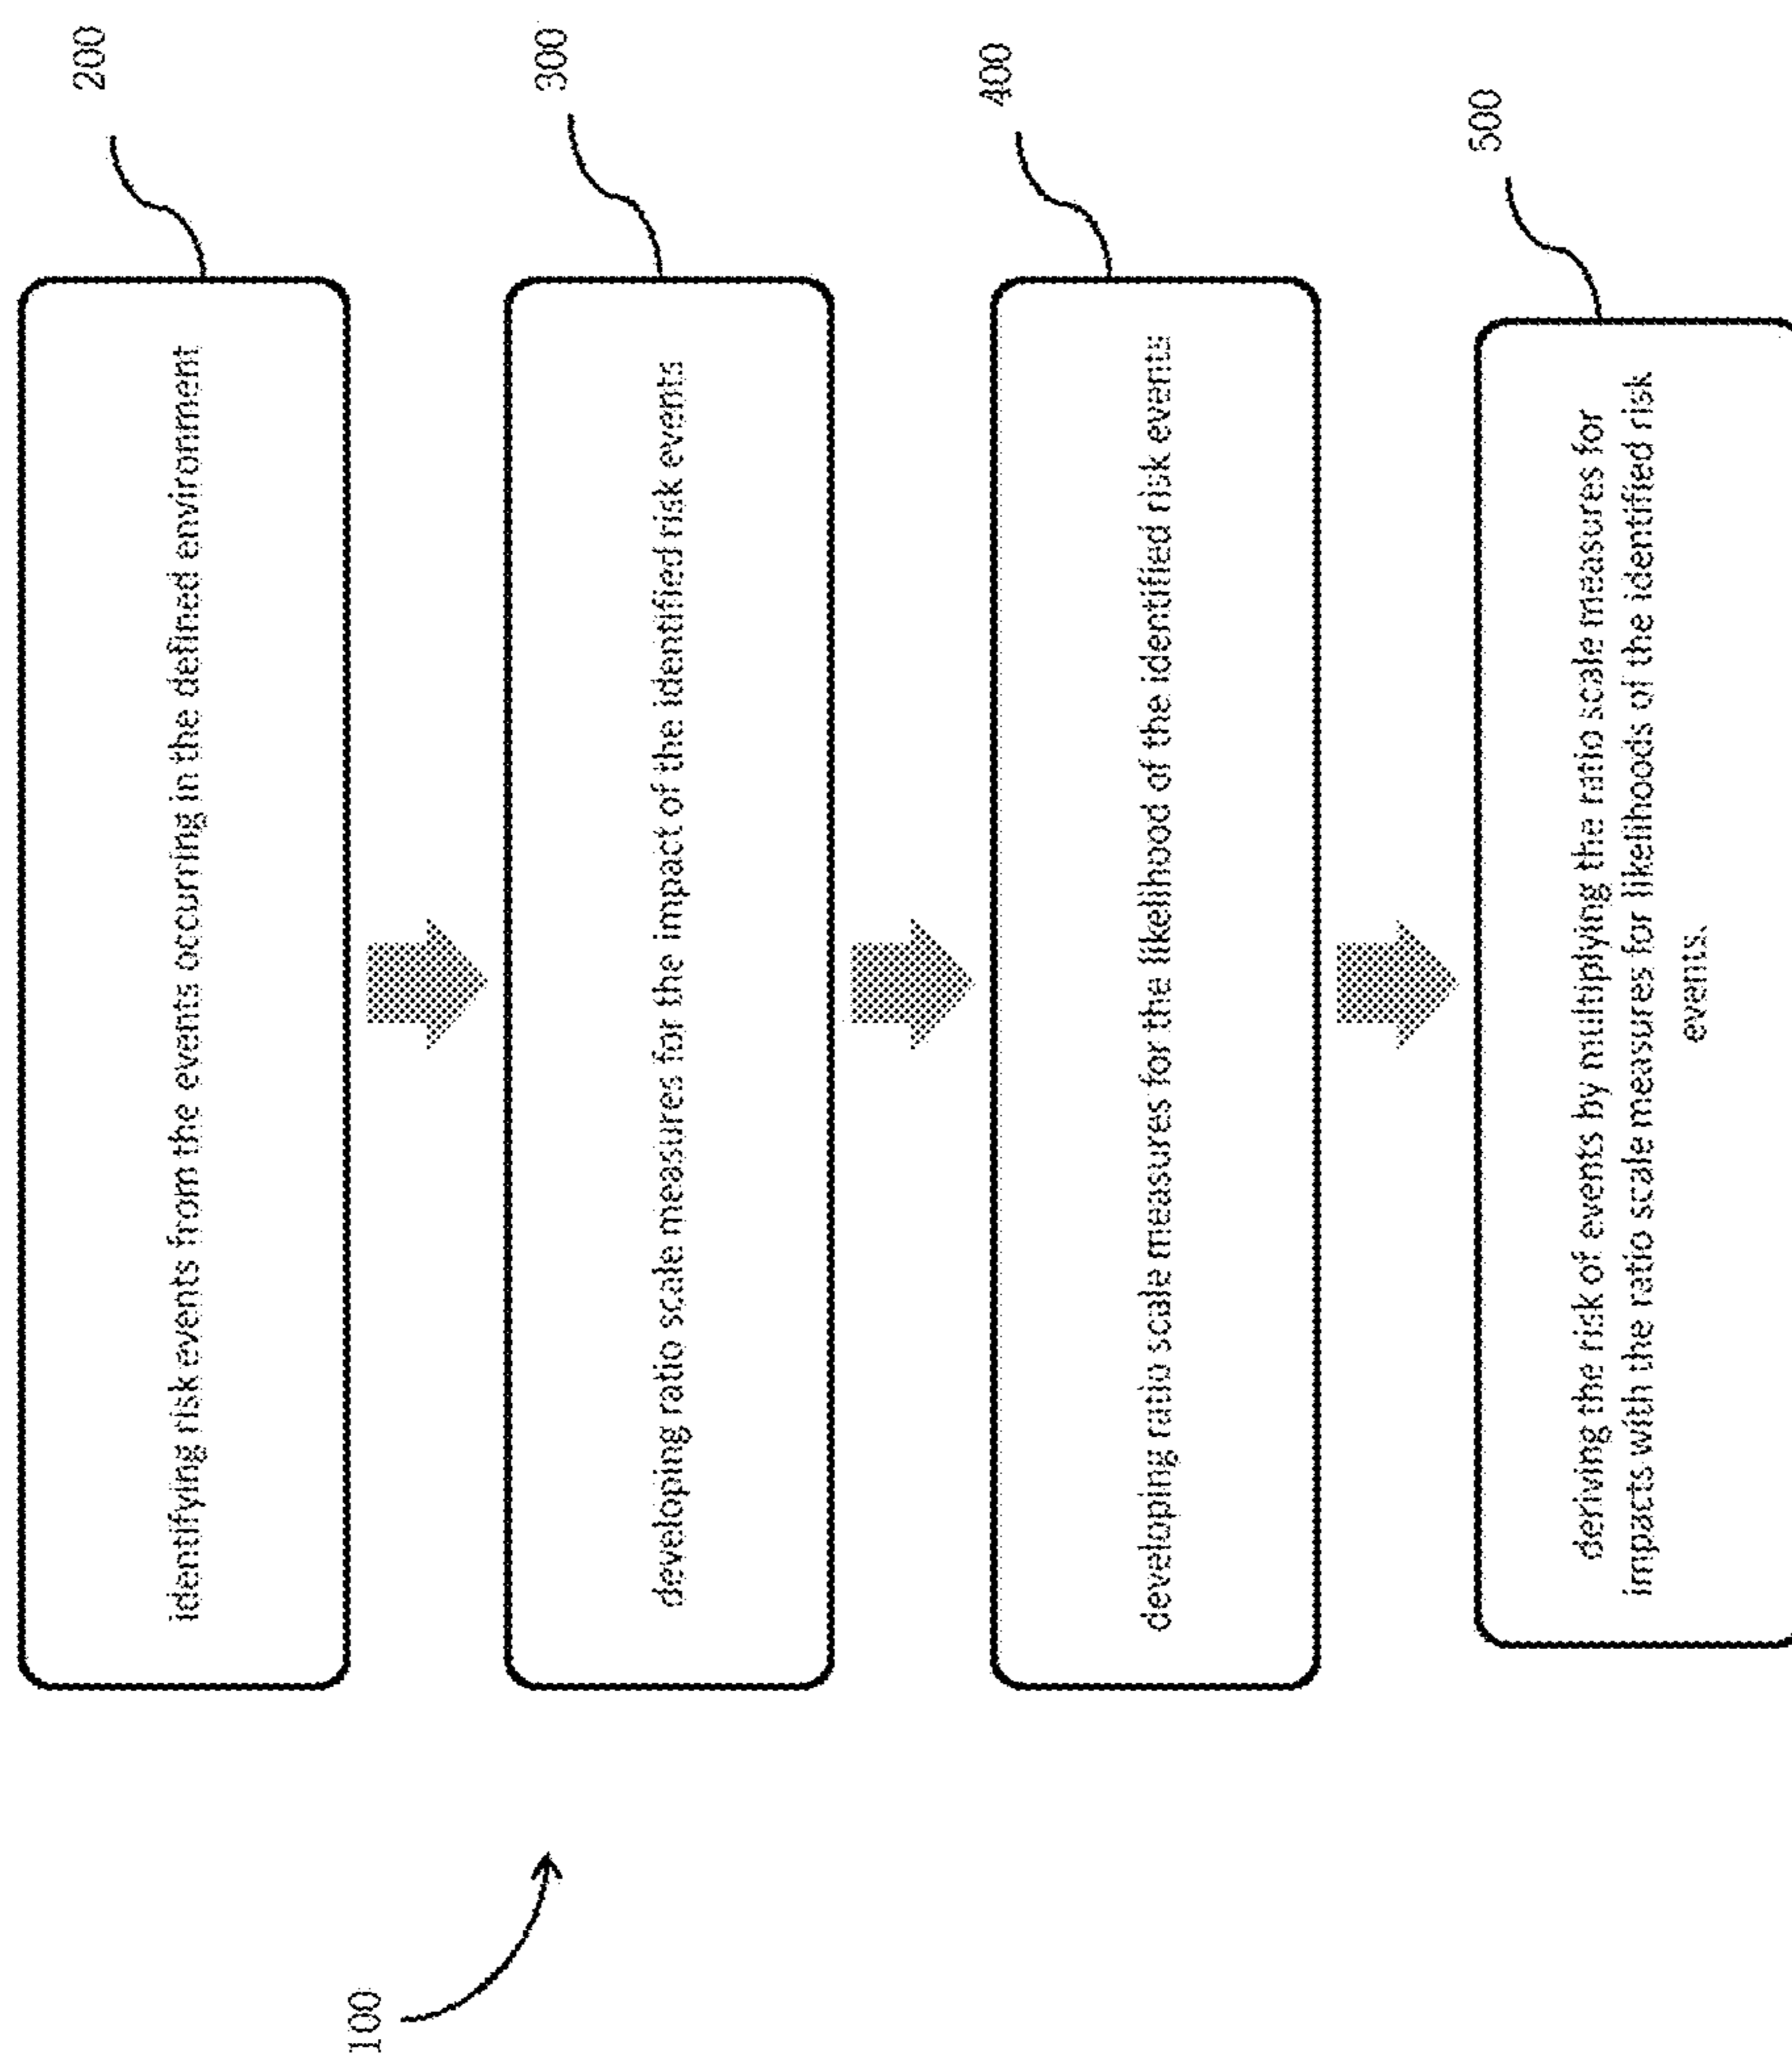 100
200
identifying risk events from the events occurring in the defined environment
300
developing ratio scale measures for the impact of the identified risk events
400
developing ratio scale measures for the likelihood of the identified risk events
500
deriving the risk of events by multiplying the ratio scale measures for
impacts with the ratio scale measures for likelihoods of the identified risk
events.